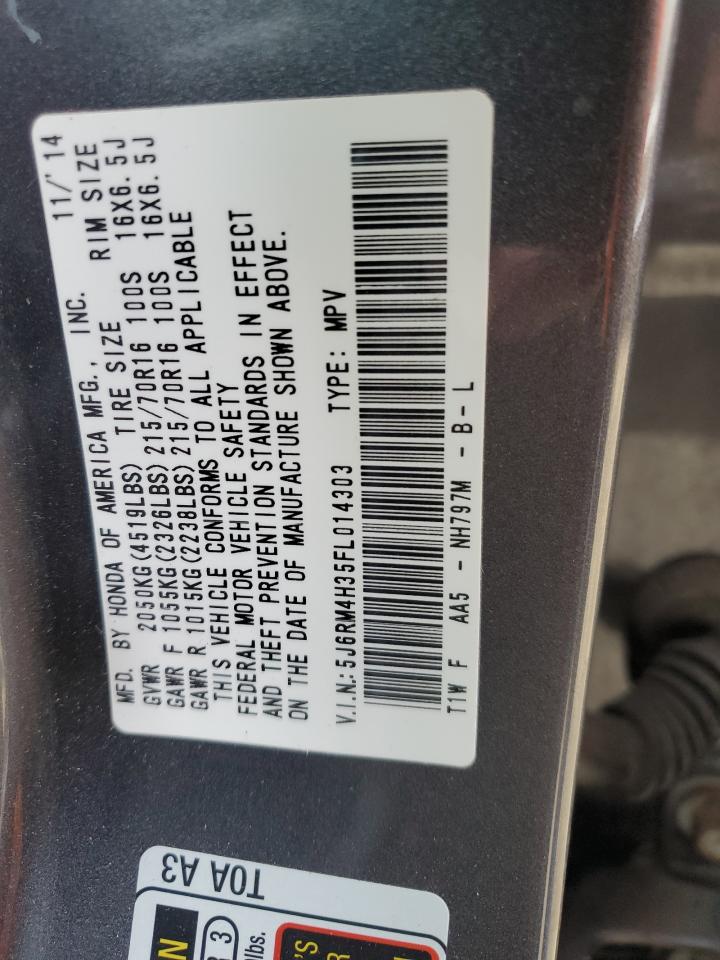 MFD. BY HONDA OF AMERICA MFG., INC. 11/'14
GVWR 2050KG(4519LBS) TIRE SIZE RIM SIZE
GAWR F 1055KG(2326LBS) 215/70R16 100S 16X6.5J
GAWR R 1015KG(2238LBS) 215/70R16 100S 16X6.5J
THIS VEHICLE CONFORMS TO ALL APPLICABLE
FEDERAL MOTOR VEHICLE SAFETY
AND THEFT PREVENTION STANDARDS IN EFFECT
ON THE DATE OF MANUFACTURE SHOWN ABOVE.
V.I.N.: 5J6RM4H35FL014303 TYPE: MPV
T1W F AA5 - NH797M - B - L
T0A A3